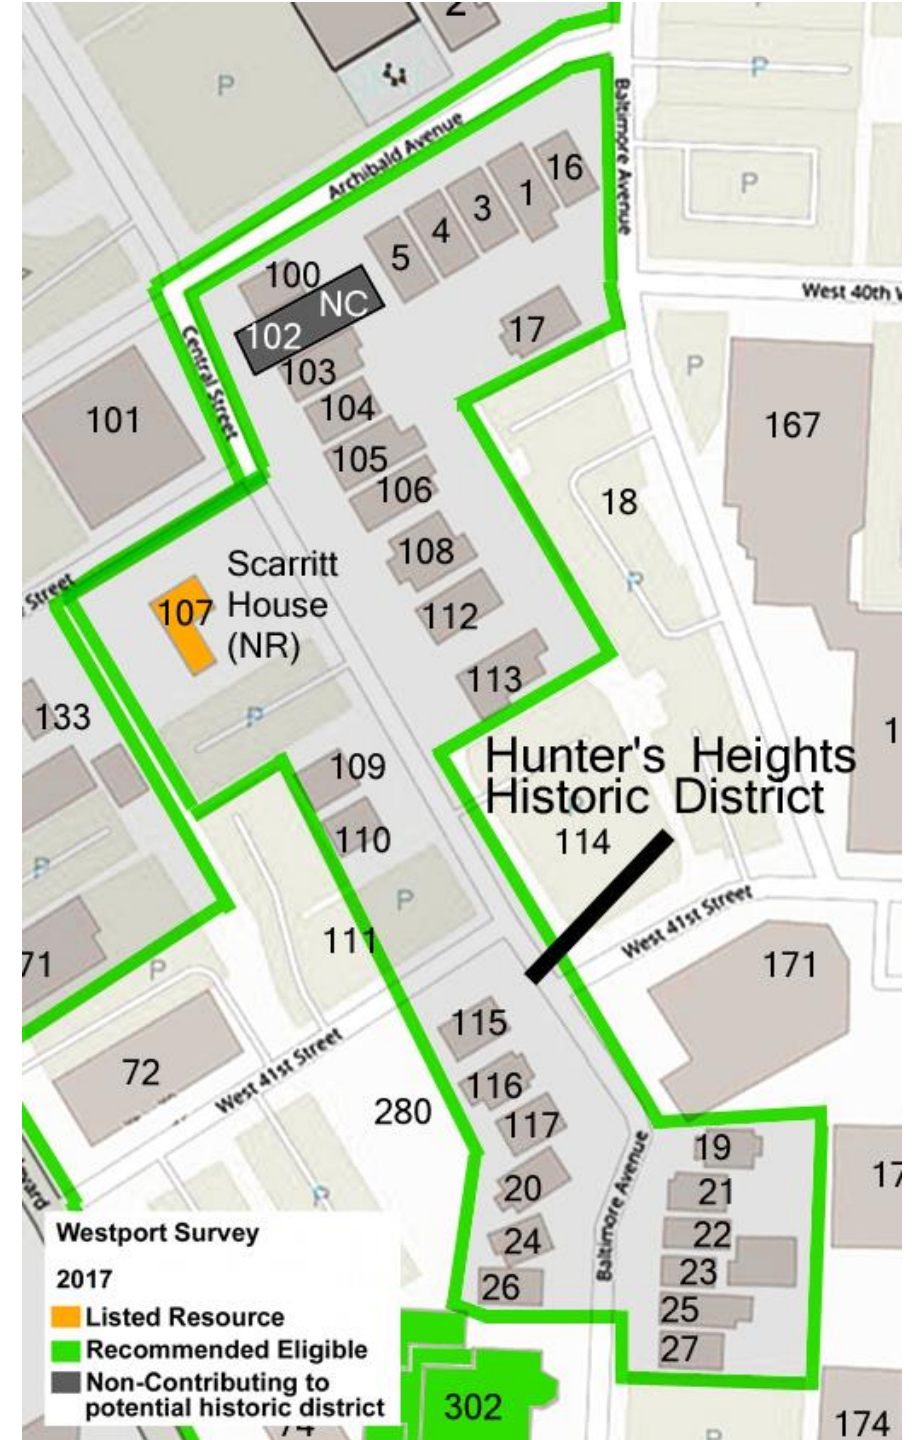 2
P
P
Archibald Avenue
Baltimore Avenue
16
1
3
4
5
P
100
NC
102
West 40th W
17
Central Street
103
P
101
104
167
105
106
18
108
Scarritt
House
(NR)
Street
107
P
112
113
133
P
1
Hunter's Heights
Historic District
109
110
114
P
P
West 41st Street
111
71
P
171
115
72
West 41st Street
116
280
117
19
17
20
21
P
Baltimore Avenue
22
24
23
26
25
27
Westport Survey
2017
Listed Resource
Recommended Eligible
Non-Contributing to
potential historic district
302
174
74
P